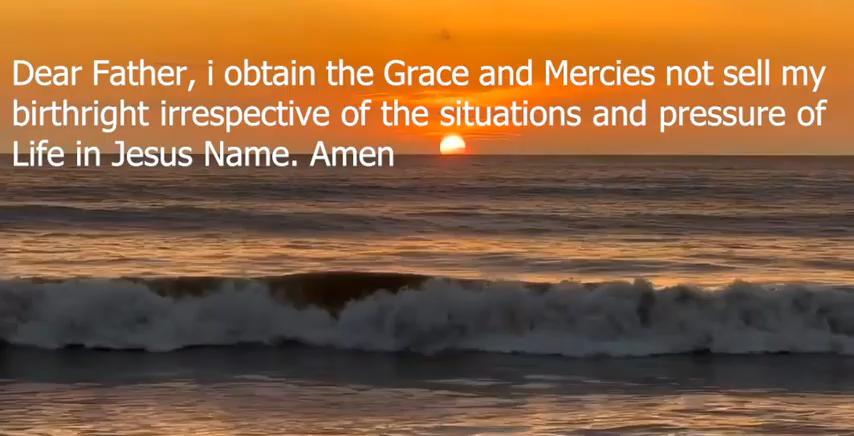 Dear Father, i obtain the Grace and Mercies not sell my
birthright irrespective of the situations and pressure of
Life in Jesus Name. Amen